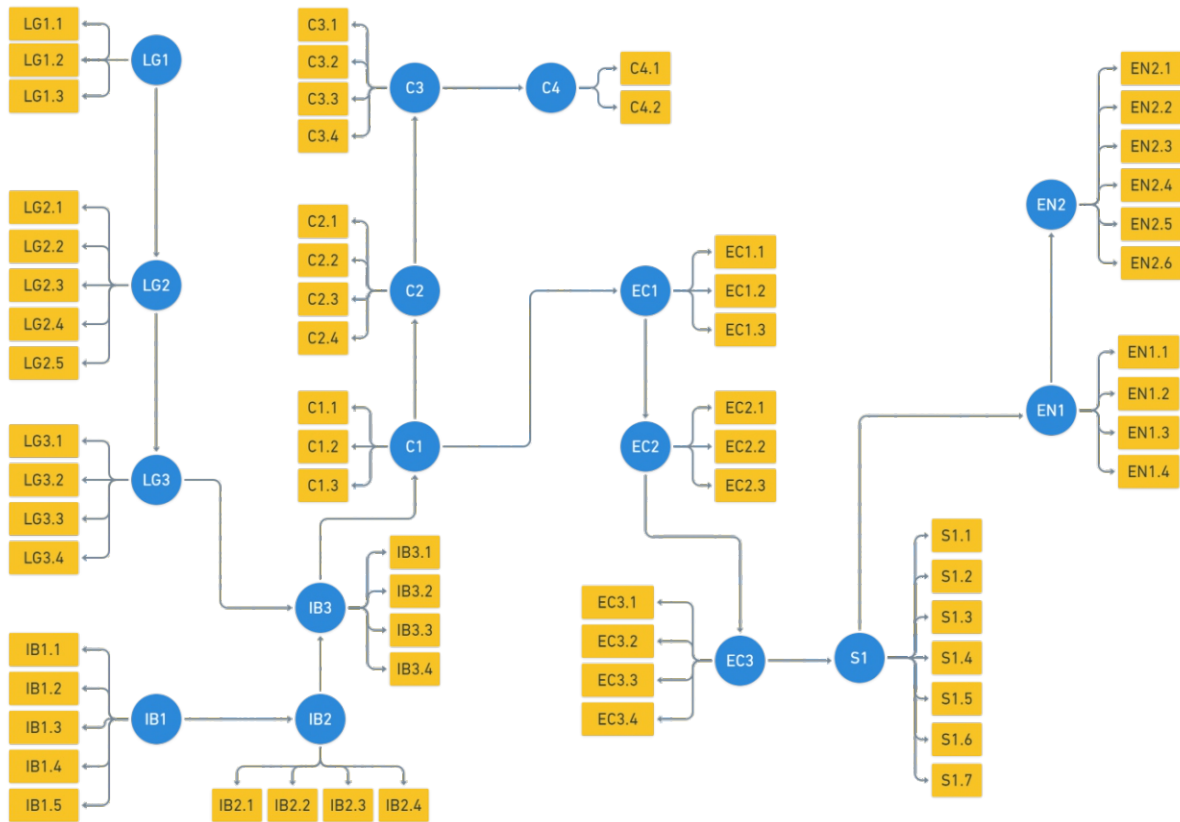 LG1.1
LG1.2
LG1.3
LG1
C3.1
C3.2
C3.3
C3.4
C3
C4
C4.1
C4.2
EN2.1
EN2.2
EN2.3
EN2.4
EN2.5
EN2.6
EN2
LG2.1
LG2.2
LG2.3
LG2.4
LG2.5
LG2
C2.1
C2.2
C2.3
C2.4
C2
EC1
EC1.1
EC1.2
EC1.3
EN1
EN1.1
EN1.2
EN1.3
EN1.4
C1.1
C1.2
C1.3
C1
EC2
EC2.1
EC2.2
EC2.3
LG3.1
LG3.2
LG3.3
LG3.4
LG3
IB3
IB3.1
IB3.2
IB3.3
IB3.4
EC3.1
EC3.2
EC3.3
EC3.4
EC3
S1
S1.1
S1.2
S1.3
S1.4
S1.5
S1.6
S1.7
IB1.1
IB1.2
IB1.3
IB1.4
IB1.5
IB1
IB2
IB2.1
IB2.2
IB2.3
IB2.4